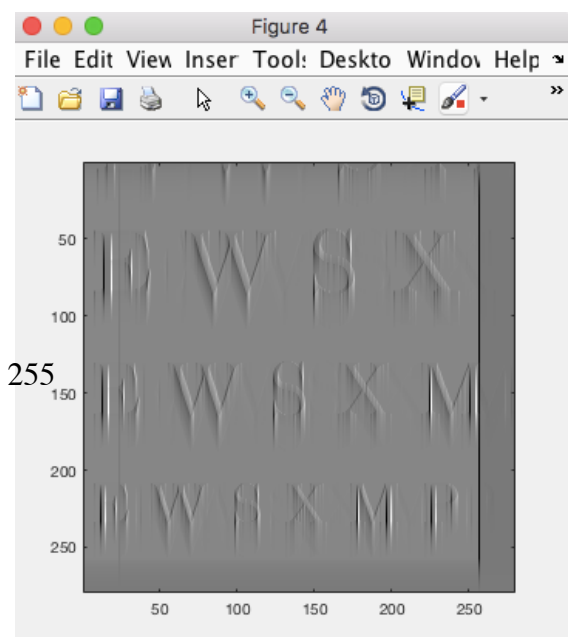 Figure 4
File Edit View Inser Tools Deskto Window Help
50
E W S X
100
255
150
E W S X M
200
E W S X M P
250
50 100 150 200 250